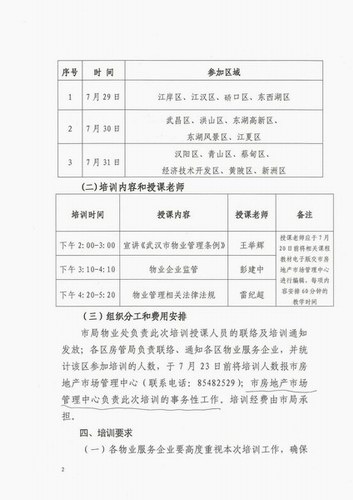 序号 时 间 参加区域
1 7月29日 江岸区、江汉区、硚口区、东西湖区
2 7月30日 武昌区、洪山区、东湖高新区、
东湖风景区、江夏区
3 7月31日 汉阳区、青山区、蔡甸区、
经济技术开发区、黄陂区、新洲区
(二)培训内容和授课老师
培训时间 授课内容 授课老师 备注
下午2:00-3:00 宣讲《武汉市物业管理条例》 王举辉
下午3:10-4:10 物业企业监管 彭建中
下午4:20-5:20 物业管理相关法律法规 雷纪超
授课老师应于7月
20日前将相关课程
教材电子版交市房
地产市场管理中心
进行编辑。每项内
容安排60分钟的
教学时间
(三)组织分工和费用安排
市局物业处负责此次培训授课人员的联络及培训通知
发放;各区房管局负责联络、通知各区物业服务企业,并统
计该区参加培训的人数,于7月23日前将培训人数报市房
地产市场管理中心(联系电话:85482529);市房地产市场
管理中心负责此次培训的事务性工作。培训经费由市局承
担。
四、培训要求
(一)各物业服务企业要高度重视本次培训工作,确保
2